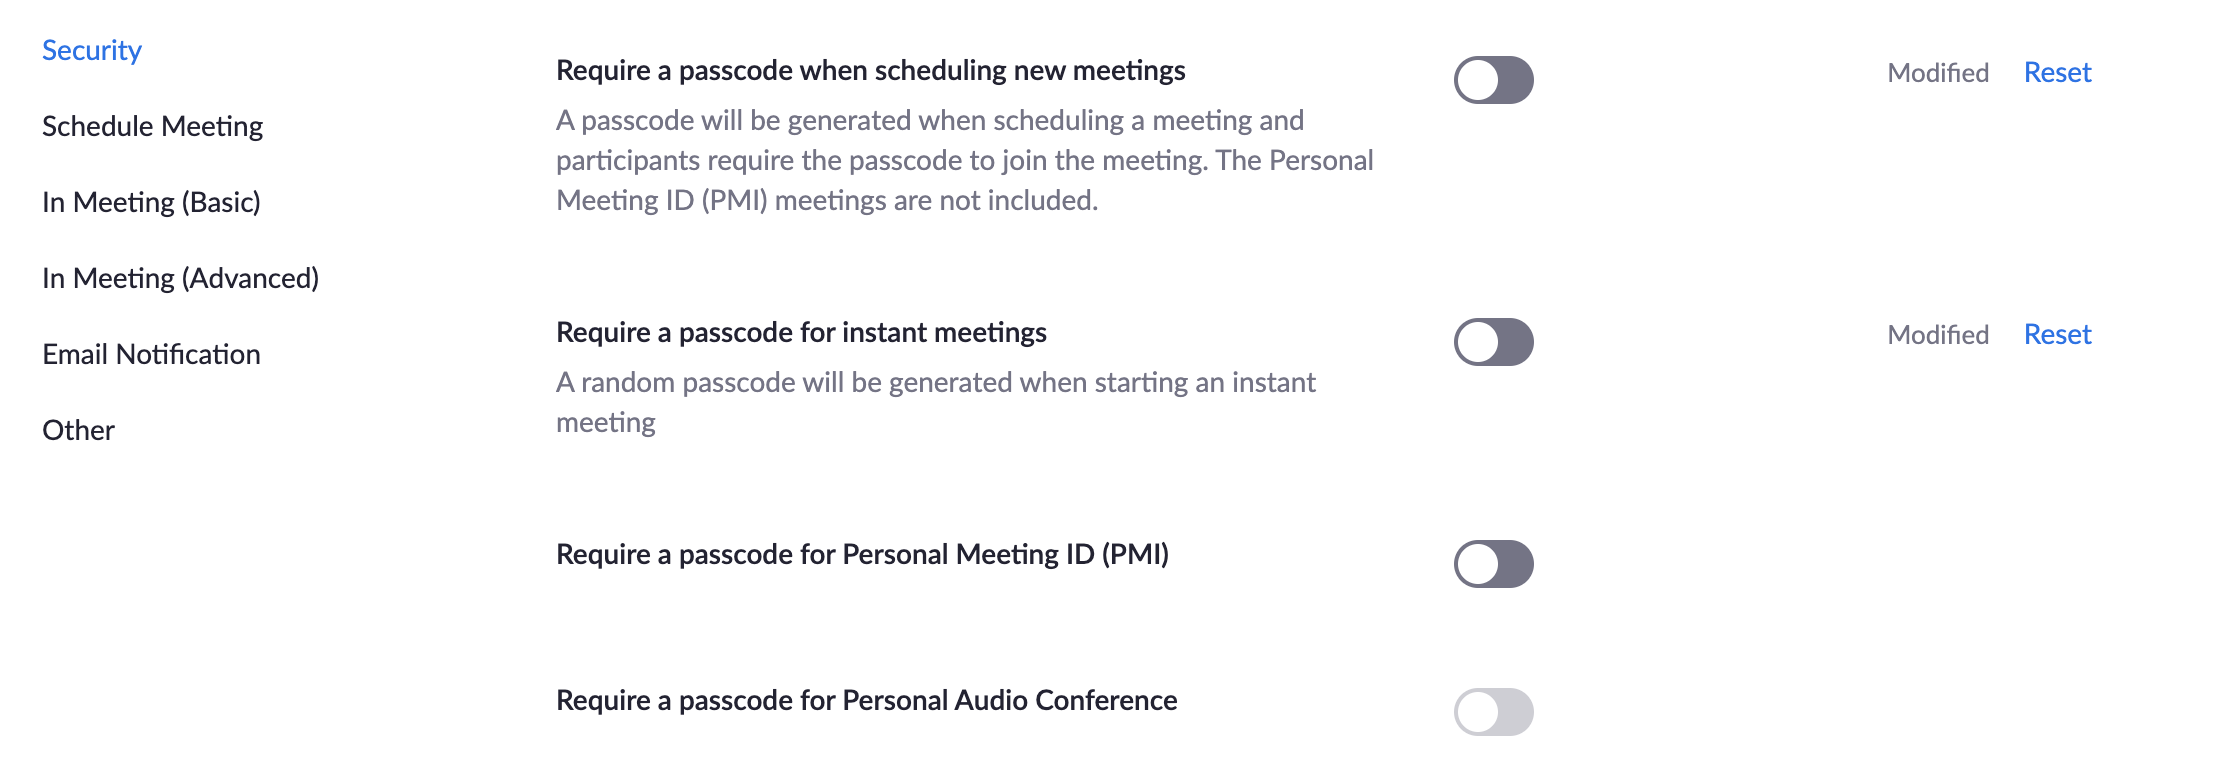 Security
Schedule Meeting
In Meeting (Basic)
In Meeting (Advanced)
Email Notification
Other
Require a passcode when scheduling new meetings
A passcode will be generated when scheduling a meeting and
participants require the passcode to join the meeting. The Personal
Meeting ID (PMI) meetings are not included.
Modified Reset
Require a passcode for instant meetings
A random passcode will be generated when starting an instant
meeting
Modified Reset
Require a passcode for Personal Meeting ID (PMI)
Require a passcode for Personal Audio Conference